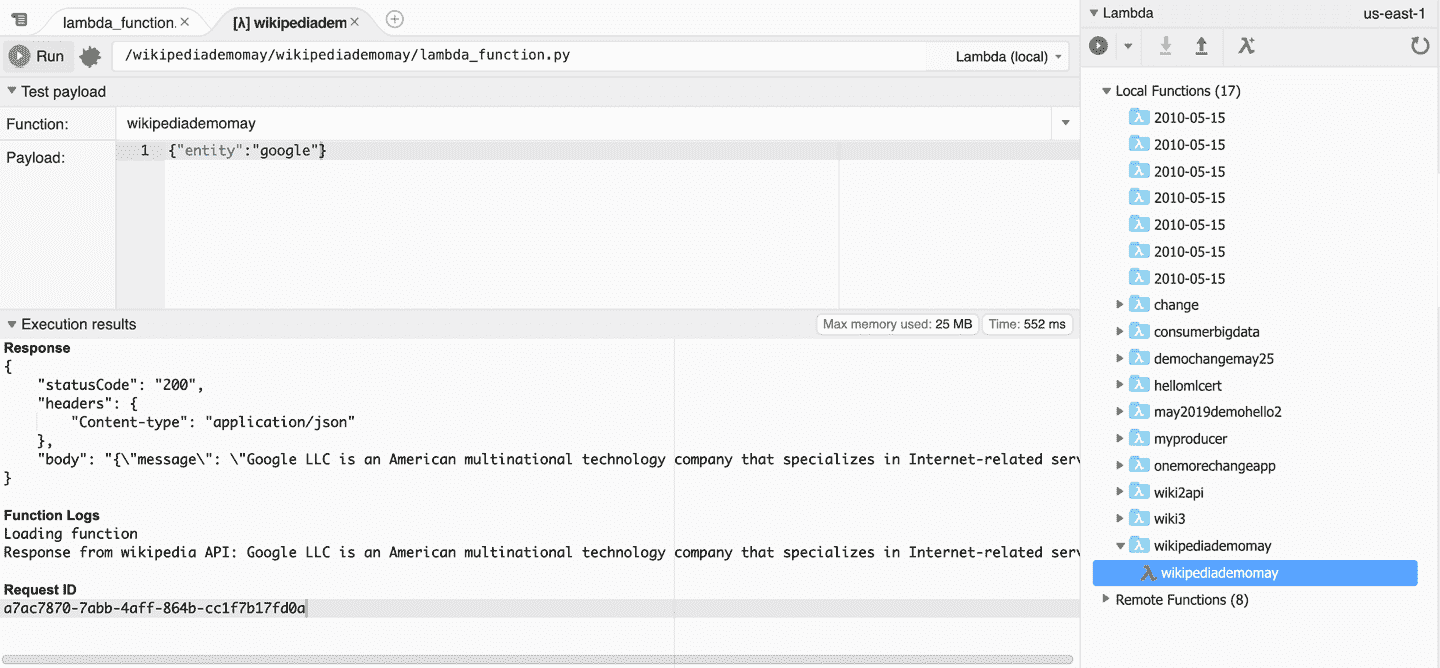 lambda_function.
[λ] wikipediadem
Run
/wikipediademomay/wikipediademomay/lambda_function.py
Lambda (local)
Test payload
Function:
wikipediademomay
Payload:
1 {"entity":"google"}
Execution results
Max memory used: 25 MB
Time: 552 ms
Response
{
"statusCode": "200",
"headers": {
"Content-type": "application/json"
},
"body": "{\"message\": \"Google LLC is an American multinational technology company that specializes in Internet-related ser
}
Function Logs
Loading function
Response from wikipedia API: Google LLC is an American multinational technology company that specializes in Internet-related ser
Request ID
a7ac7870-7abb-4aff-864b-cc1f7b17fd0a
Lambda
us-east-1
Local Functions (17)
2010-05-15
2010-05-15
2010-05-15
2010-05-15
2010-05-15
2010-05-15
2010-05-15
change
consumerbigdata
demochangemay25
hellomlcert
may2019demohello2
myproducer
onemorechangeapp
wiki2api
wiki3
wikipediademomay
wikipediademomay
Remote Functions (8)